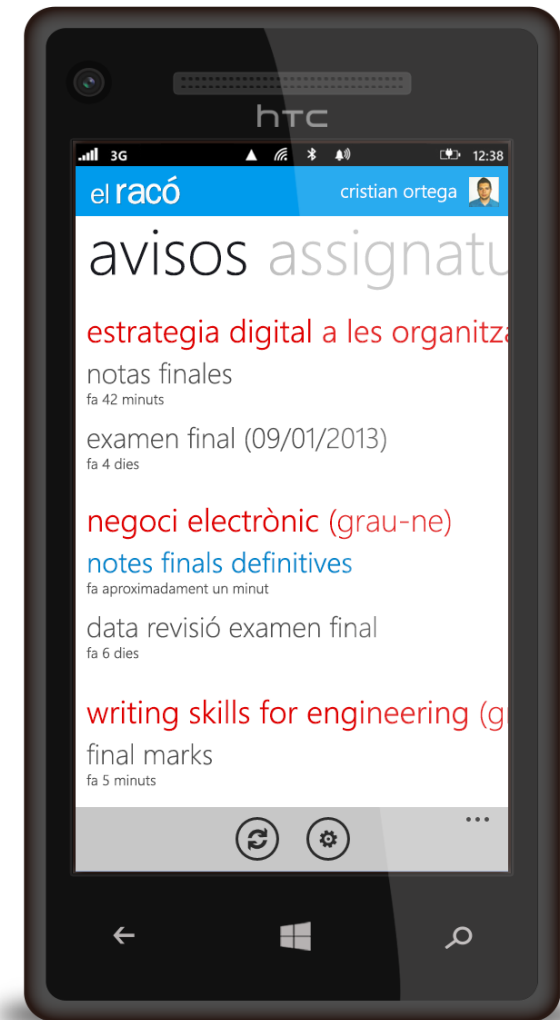 hTC
3G 12:38
el racó cristian ortega
avisos assignatu
estrategia digital a les organitza
notas finales
fa 42 minuts
examen final (09/01/2013)
fa 4 dies
negoci electrònic (grau-ne)
notes finals definitives
fa aproximadament un minut
data revisió examen final
fa 6 dies
writing skills for engineering (g
final marks
fa 5 minuts